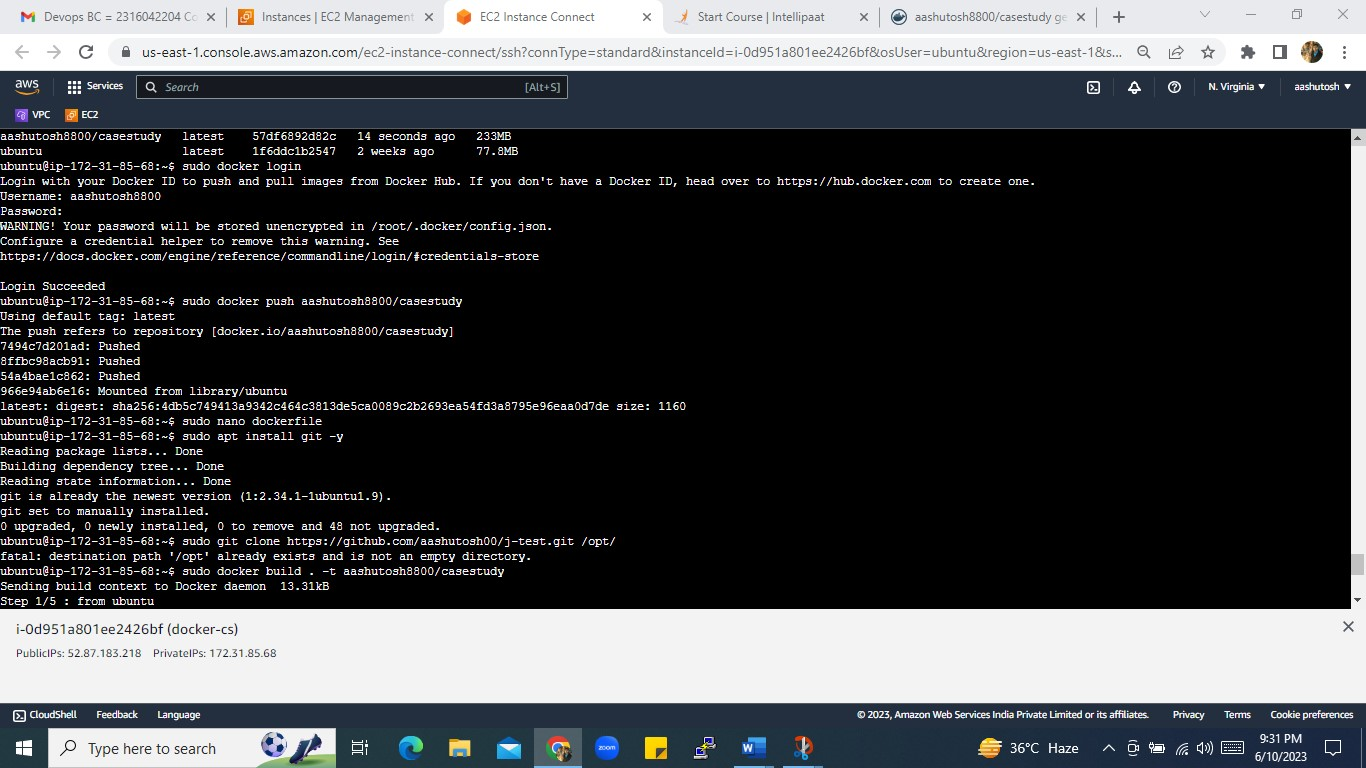 Devops BC = 2316042204 Co
Instances | EC2 Management
EC2 Instance Connect
Start Course | Intellipaat
aashutosh8800/casestudy ge
us-east-1.console.aws.amazon.com/ec2-instance-connect/ssh?connType=standard&instanceId=i-0d951a801ee2426bf&osUser=ubuntu&region=us-east-1&s...
aws
Services
Search
[Alt+S]
N. Virginia
aashutosh
VPC
EC2
aashutosh8800/casestudy latest 57df6892d82c 14 seconds ago 233MB
ubuntu latest 1f6ddc1b2547 2 weeks ago 77.8MB
ubuntu@ip-172-31-85-68:~$ sudo docker login
Login with your Docker ID to push and pull images from Docker Hub. If you don't have a Docker ID, head over to https://hub.docker.com to create one.
Username: aashutosh8800
Password:
WARNING! Your password will be stored unencrypted in /root/.docker/config.json.
Configure a credential helper to remove this warning. See
https://docs.docker.com/engine/reference/commandline/login/#credentials-store
Login Succeeded
ubuntu@ip-172-31-85-68:~$ sudo docker push aashutosh8800/casestudy
Using default tag: latest
The push refers to repository [docker.io/aashutosh8800/casestudy]
7494c7d201ad: Pushed
8ffbc98acb91: Pushed
54a4bae1c862: Pushed
966e94ab6e16: Mounted from library/ubuntu
latest: digest: sha256:4db5c749413a9342c464c3813de5ca0089c2b2693ea54fd3a8795e96eaa0d7de size: 1160
ubuntu@ip-172-31-85-68:~$ sudo nano dockerfile
ubuntu@ip-172-31-85-68:~$ sudo apt install git -y
Reading package lists... Done
Building dependency tree... Done
Reading state information... Done
git is already the newest version (1:2.34.1-1ubuntu1.9).
git set to manually installed.
0 upgraded, 0 newly installed, 0 to remove and 48 not upgraded.
ubuntu@ip-172-31-85-68:~$ sudo git clone https://github.com/aashutosh00/j-test.git /opt/
fatal: destination path '/opt' already exists and is not an empty directory.
ubuntu@ip-172-31-85-68:~$ sudo docker build . -t aashutosh8800/casestudy
Sending build context to Docker daemon 13.31kB
Step 1/5 : from ubuntu
i-0d951a801ee2426bf (docker-cs)
PublicIPs: 52.87.183.218 PrivateIPs: 172.31.85.68
CloudShell
Feedback
Language
© 2023, Amazon Web Services India Private Limited or its affiliates.
Privacy
Terms
Cookie preferences
Type here to search
zoom
36°C Haze
9:31 PM
6/10/2023